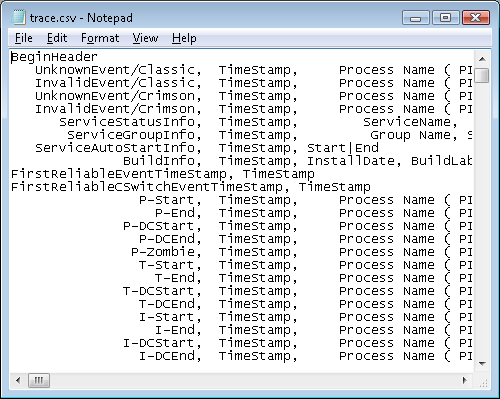 trace.csv - Notepad
File Edit Format View Help
BeginHeader
UnknownEvent/Classic, TimeStamp, Process Name ( PI
InvalidEvent/Classic, TimeStamp, Process Name ( PI
UnknownEvent/Crimson, TimeStamp, Process Name ( PI
InvalidEvent/Crimson, TimeStamp, Process Name ( PI
ServiceStatusInfo, TimeStamp, ServiceName,
ServiceGroupInfo, TimeStamp, Group Name, S
ServiceAutoStartInfo, TimeStamp, Start|End
BuildInfo, TimeStamp, InstallDate, BuildLab
FirstReliableEventTimeStamp, TimeStamp
FirstReliableCSwitchEventTimeStamp, TimeStamp
P-Start, TimeStamp, Process Name ( PI
P-End, TimeStamp, Process Name ( PI
P-DCStart, TimeStamp, Process Name ( PI
P-DCEnd, TimeStamp, Process Name ( PI
P-Zombie, TimeStamp, Process Name ( PI
T-Start, TimeStamp, Process Name ( PI
T-End, TimeStamp, Process Name ( PI
T-DCStart, TimeStamp, Process Name ( PI
T-DCEnd, TimeStamp, Process Name ( PI
I-Start, TimeStamp, Process Name ( PI
I-End, TimeStamp, Process Name ( PI
I-DCStart, TimeStamp, Process Name ( PI
I-DCEnd, TimeStamp, Process Name ( PI